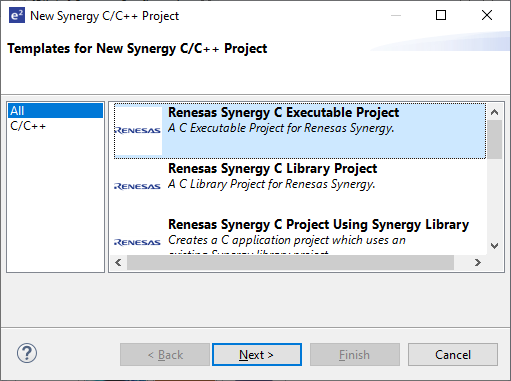 e² New Synergy C/C++ Project
Templates for New Synergy C/C++ Project
All
C/C++
RENESAS
Renesas Synergy C Executable Project
A C Executable Project for Renesas Synergy.
RENESAS
Renesas Synergy C Library Project
A C Library Project for Renesas Synergy.
RENESAS
Renesas Synergy C Project Using Synergy Library
Creates a C application project which uses an
existing Synergy library project
? < Back Next > Finish Cancel